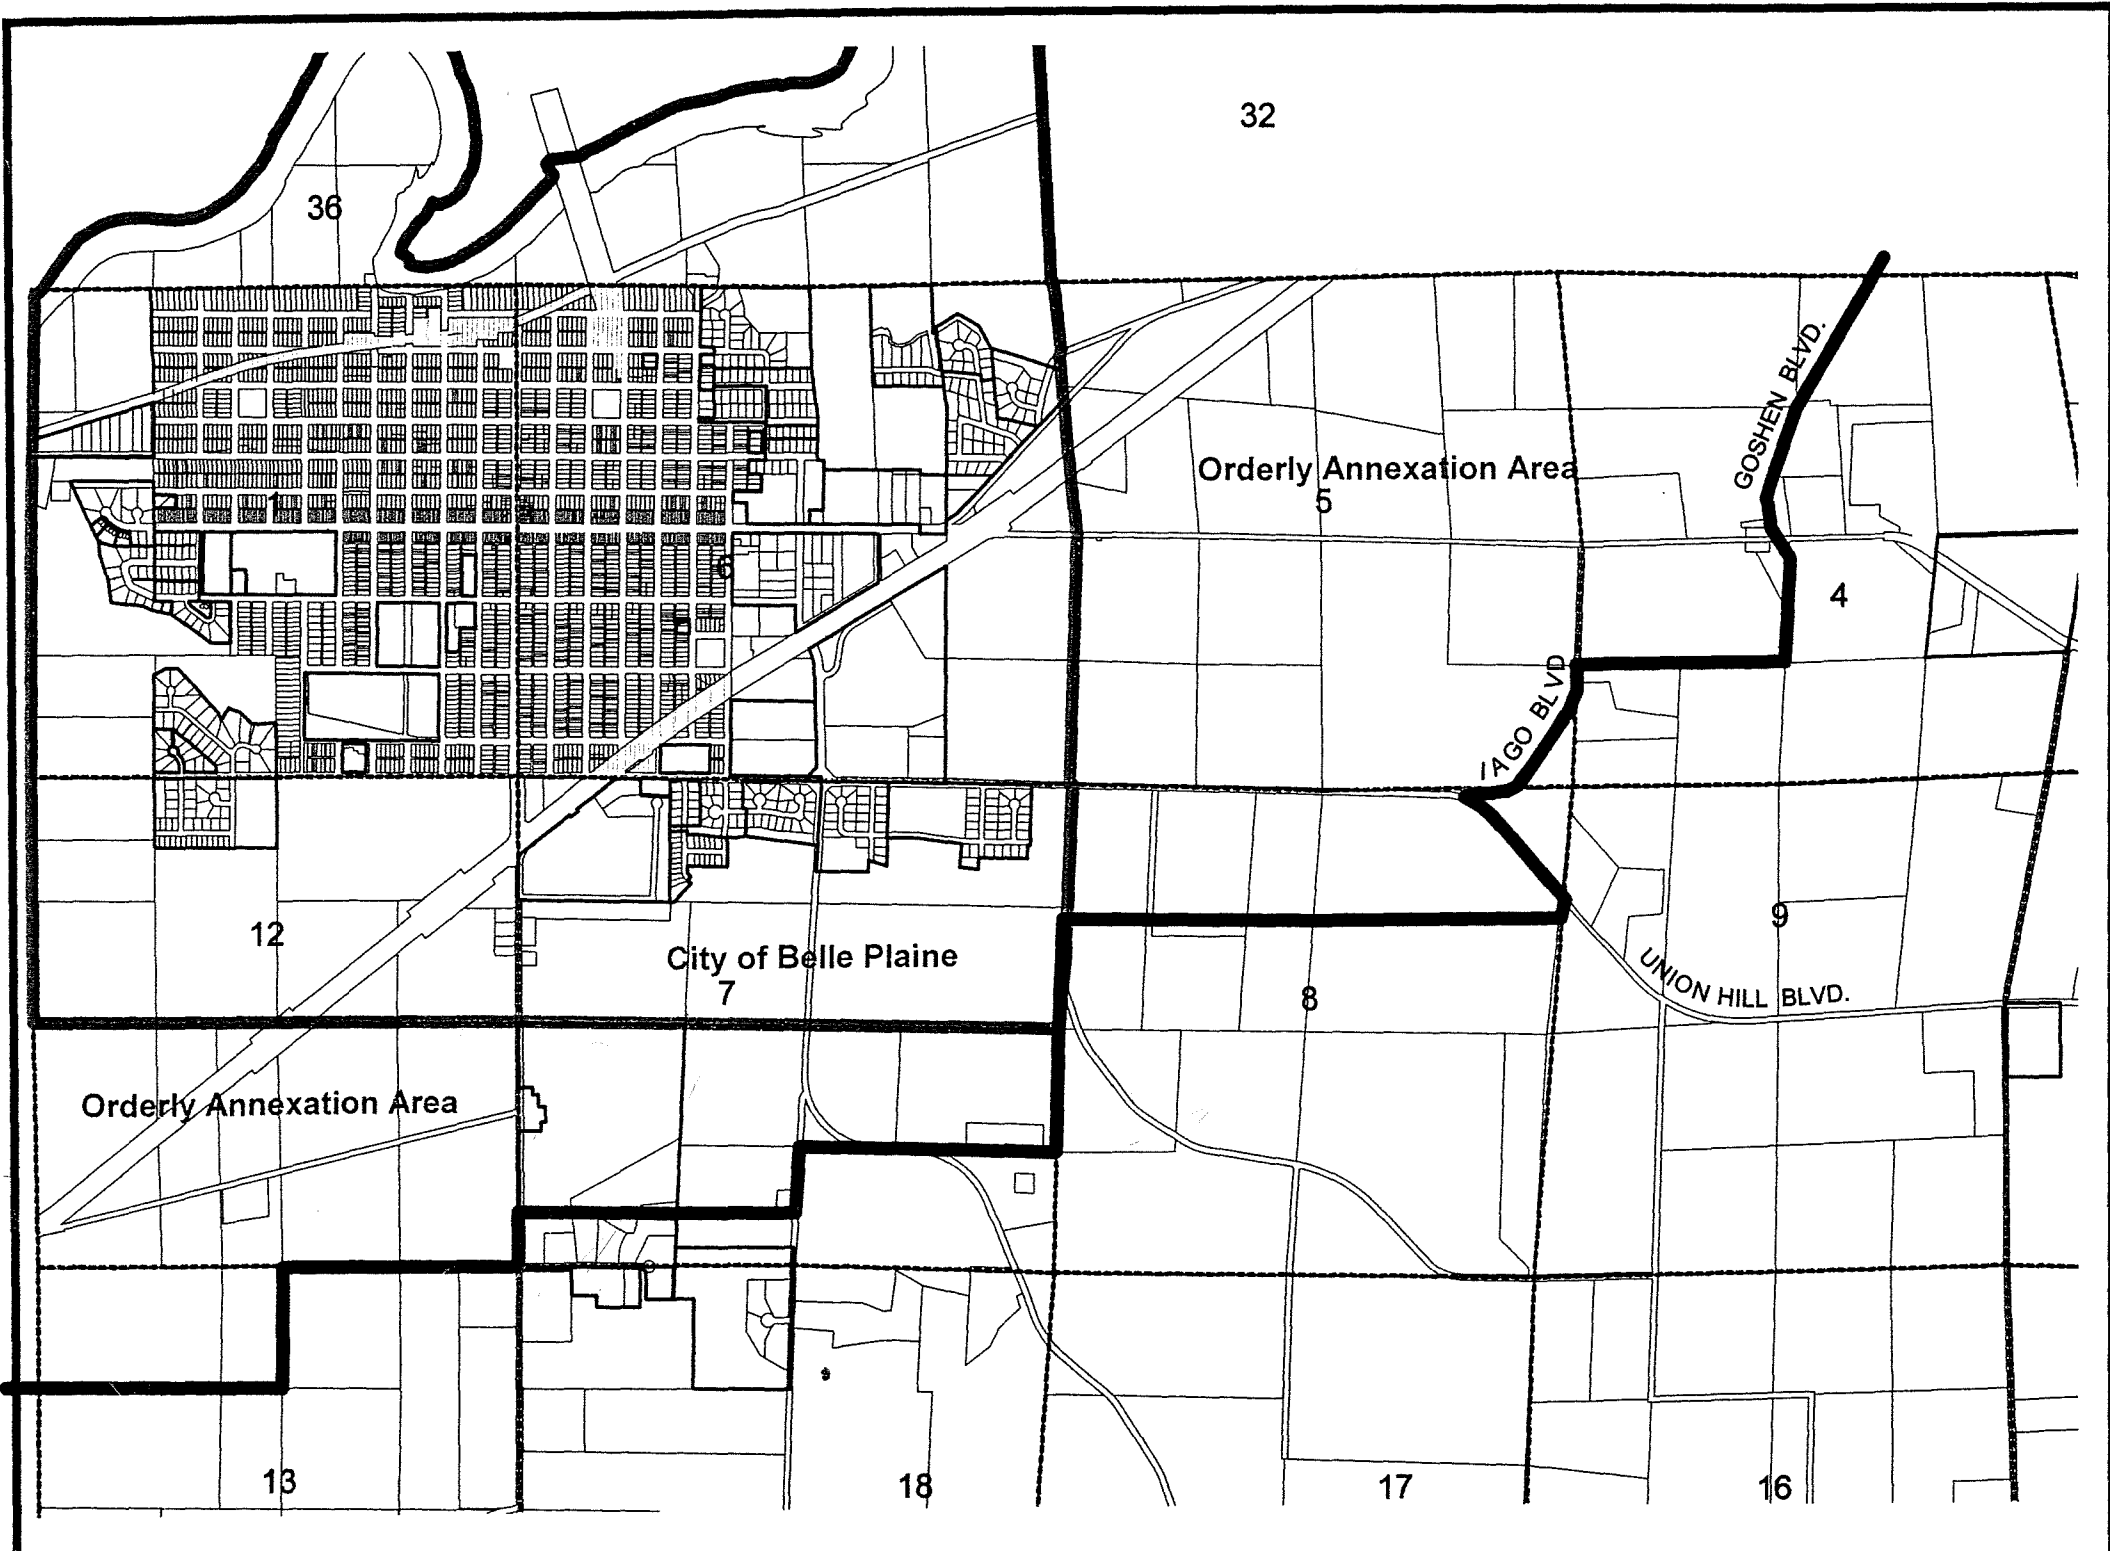 32
36
GOSHEN BLVD.
Orderly Annexation Area
5
1
6
4
IAGO BLVD
9
12
City of Belle Plaine
7
8
UNION HILL BLVD.
Orderly Annexation Area
13
18
17
16